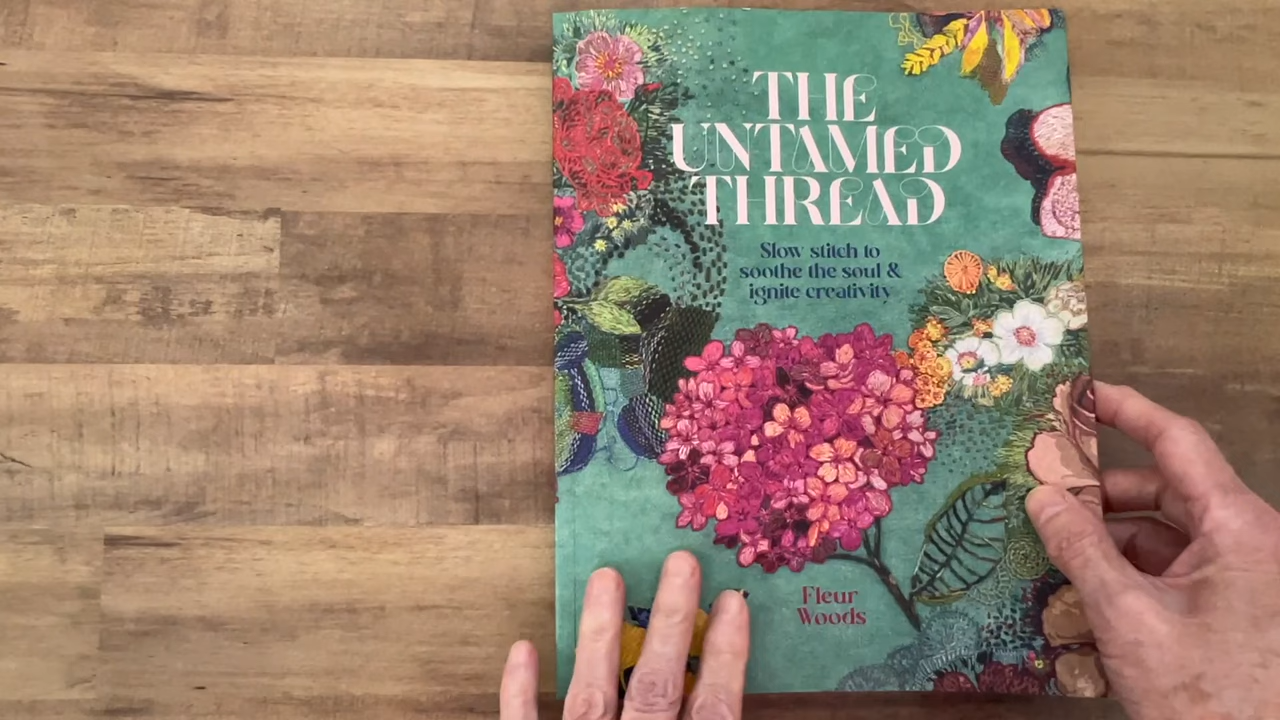 THE
UNTAMED
THREAD
Slow stitch to
soothe the soul &
ignite creativity
Fleur
Woods